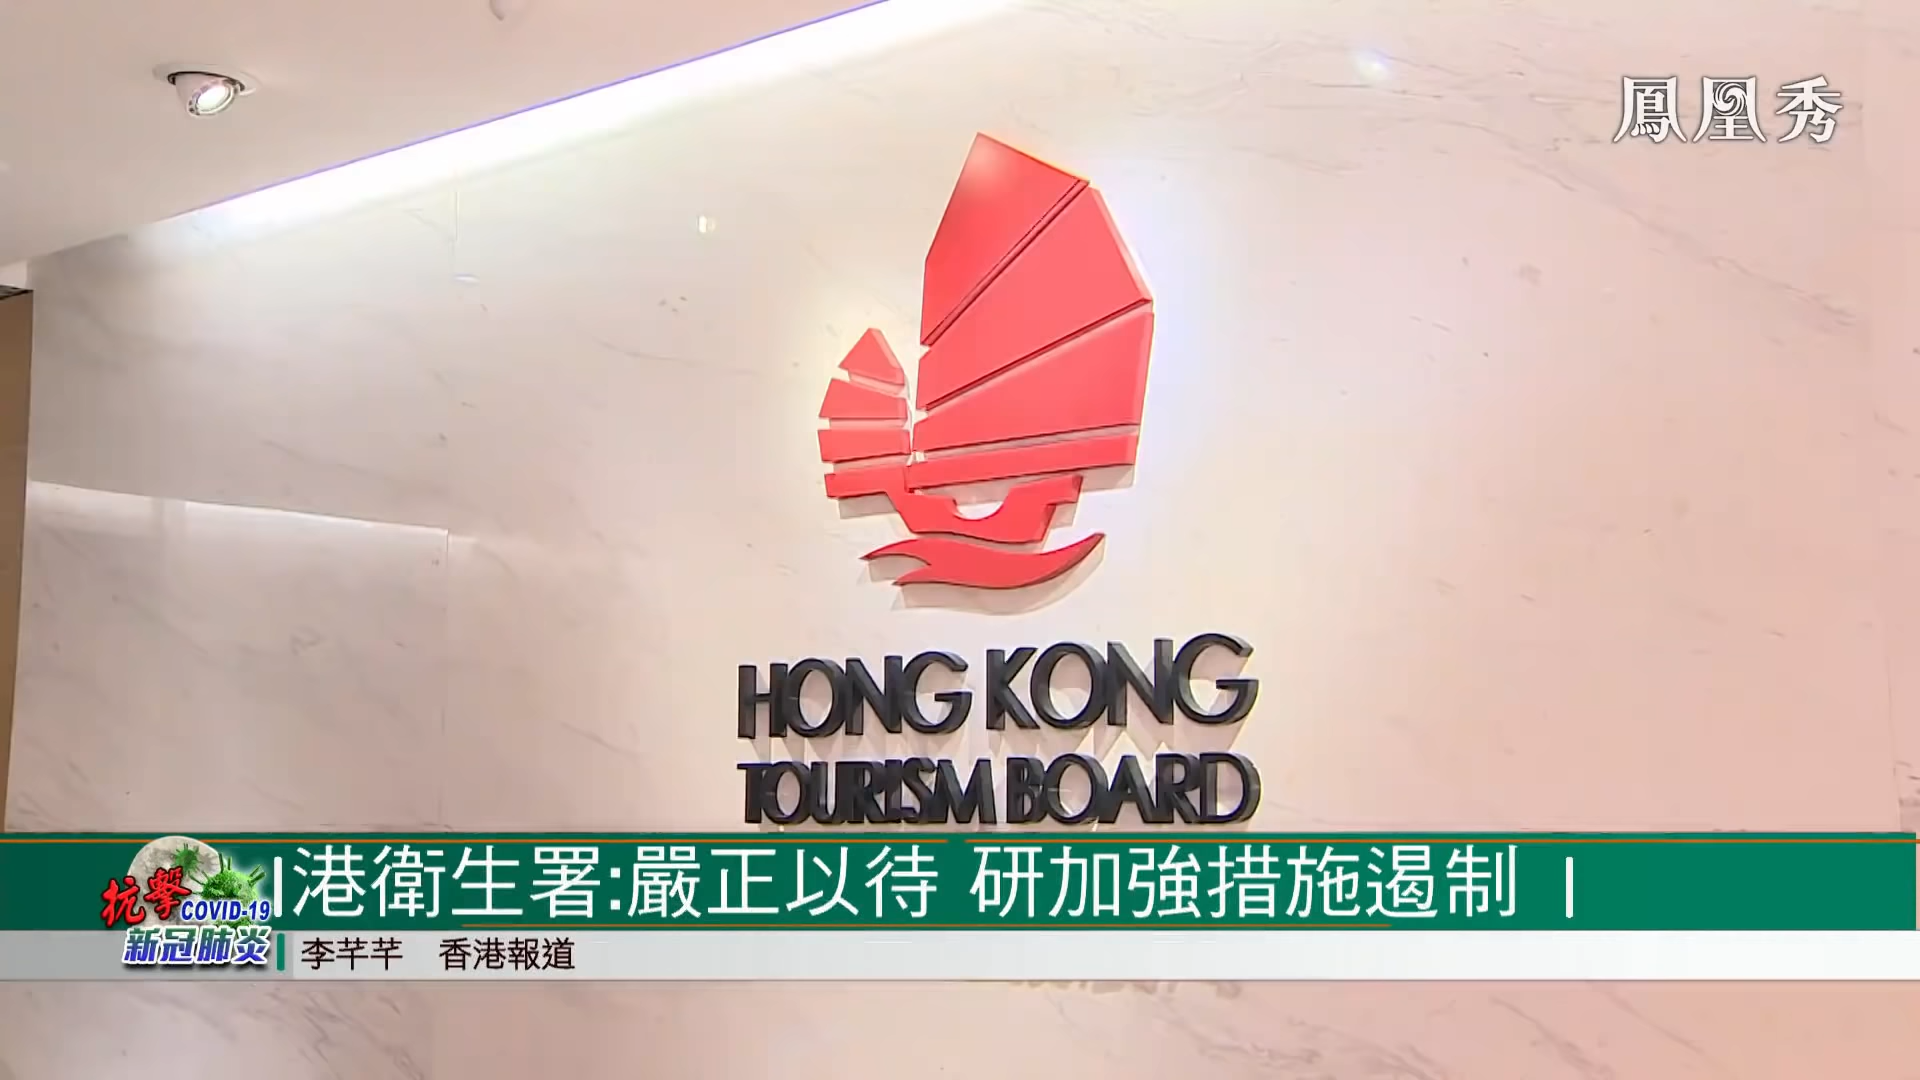 鳳凰秀
HONG KONG
TOURISM BOARD
港衛生署:嚴正以待 研加強措施遏制
抗擊
COVID-19
新冠肺炎
李芊芊 香港報道